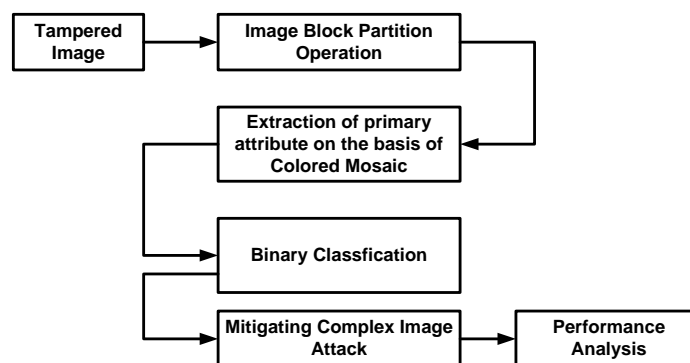 Tampered
Image
Image Block Partition
Operation
Extraction of primary
attribute on the basis of
Colored Mosaic
Binary Classfication
Mitigating Complex Image
Attack
Performance
Analysis